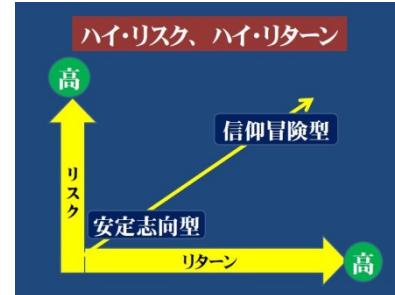 ハイ・リスク、ハイ・リターン
高
信仰冒険型
リスク
安定志向型
リターン
高